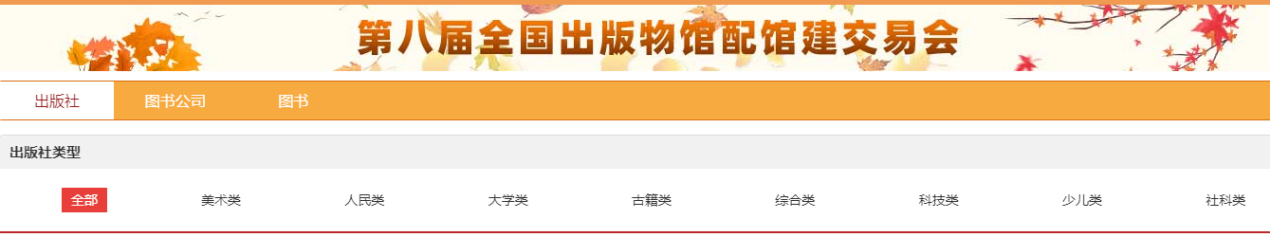 第八届全国出版物馆配馆建交易会
出版社 图书公司 图书
出版社类型
全部 美术类 人民类 大学类 古籍类 综合类 科技类 少儿类 社科类